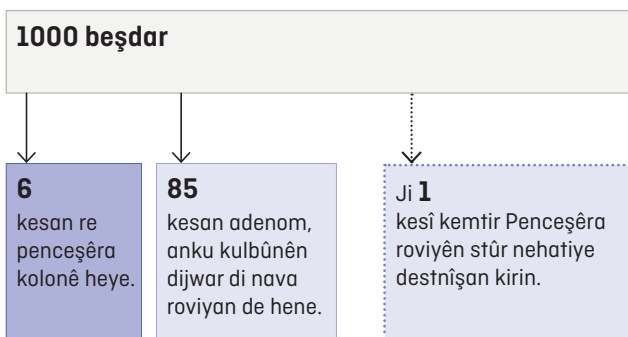 1000 beşdar
6
kesan re
penceşêra
kolonê heye.
85
kesan adenom,
anku kulbûnên
dijwar di nava
roviyan de hene.
Ji 1
kesî kemtir Penceşêra
roviyên stûr nehatiye
destnîşan kirin.